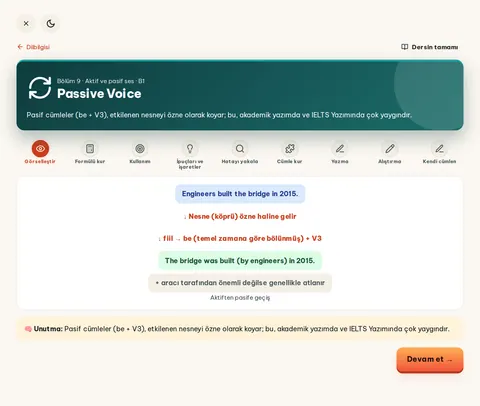 ← Dilbilgisi
Dersin tamamı
Bölüm 9 · Aktif ve pasif ses · B1
Passive Voice
Pasif cümleler (be + V3), etkilenen nesneyi özne olarak koyar; bu, akademik yazımda ve IELTS Yazımında çok yaygındır.
Görselleştir
Formülü kur
Kullanım
İpuçları ve işaretler
Hatayı yakala
Cümle kur
Yazma
Alıştırma
Kendi cümlen
Engineers built the bridge in 2015.
↓ Nesne (köprü) özne haline gelir
↓ fiil → be (temel zamana göre bölünmüş) + V3
The bridge was built (by engineers) in 2015.
• aracı tarafından önemli değilse genellikle atlanır
Aktif'ten pasife geçiş
Unutma: Pasif cümleler (be + V3), etkilenen nesneyi özne olarak koyar; bu, akademik yazımda ve IELTS Yazımında çok yaygındır.
Devam et →